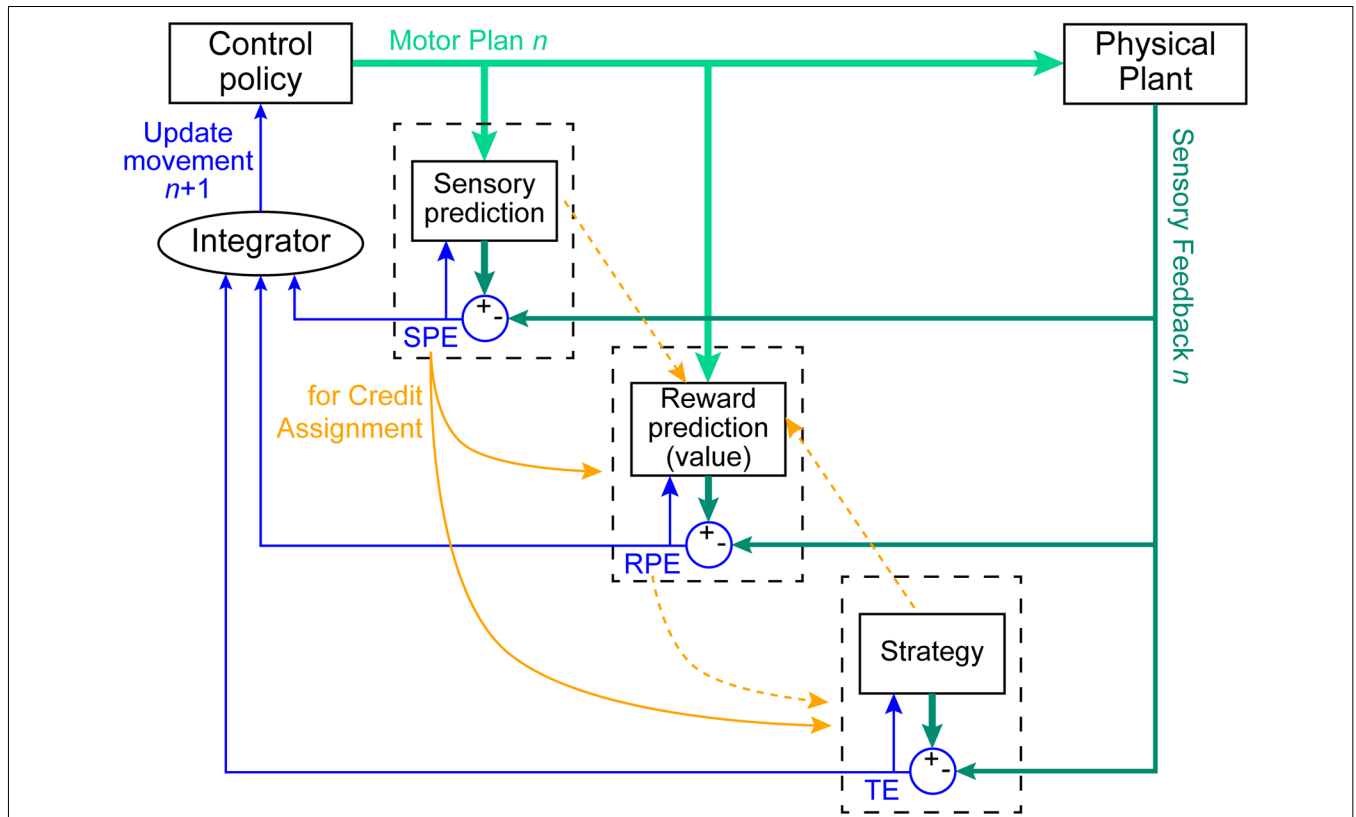 Control
policy
Motor Plan n
Physical
Plant
Update
movement
n+1
Sensory Feedback n
Sensory
prediction
Integrator
+
-
SPE
for Credit
Assignment
Reward
prediction
(value)
+
-
RPE
Strategy
+
-
TE